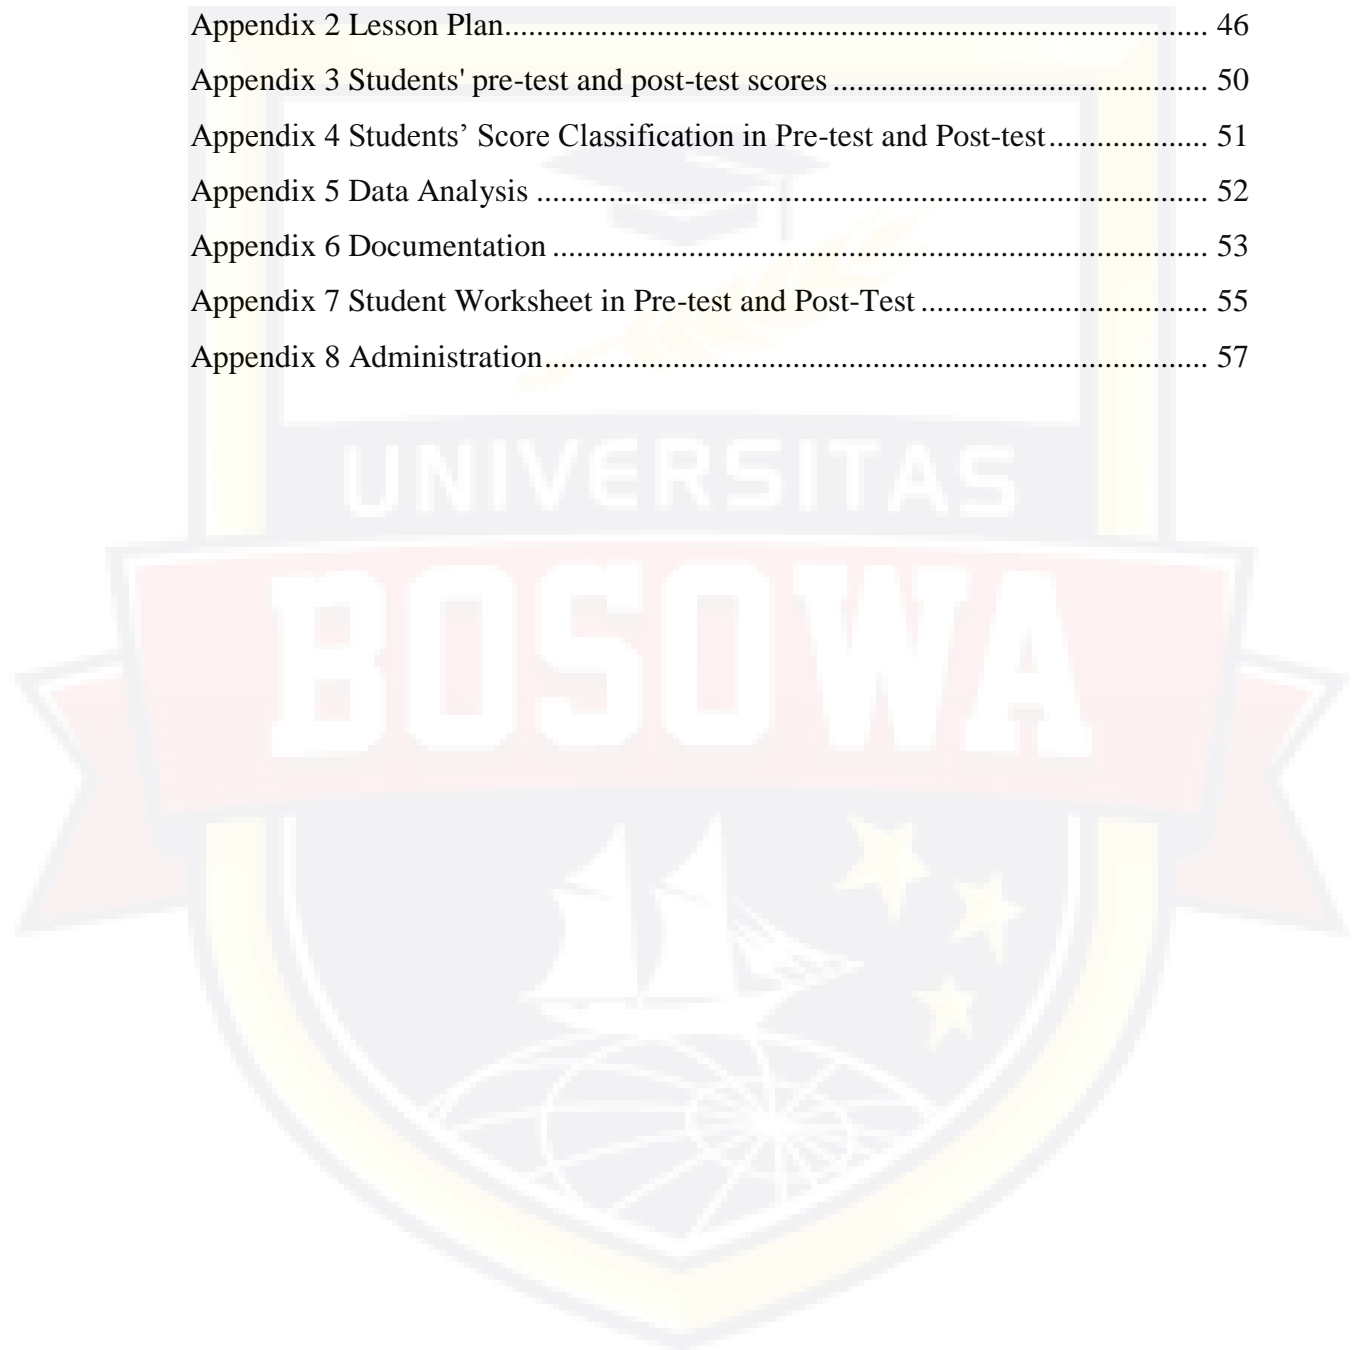 Appendix 2 Lesson Plan........................................................................................ 46
Appendix 3 Students' pre-test and post-test scores............................................... 50
Appendix 4 Students’ Score Classification in Pre-test and Post-test.................... 51
Appendix 5 Data Analysis .................................................................................... 52
Appendix 6 Documentation .................................................................................. 53
Appendix 7 Student Worksheet in Pre-test and Post-Test .................................... 55
Appendix 8 Administration................................................................................... 57
UNIVERSITAS
BOSOWA